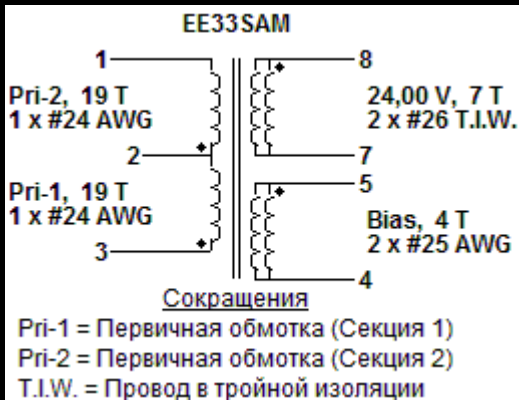 EE33SAM
1
8
Pri-2, 19 T
1 x #24 AWG
24,00 V, 7 T
2 x #26 T.I.W.
2
7
5
Pri-1, 19 T
1 x #24 AWG
Bias, 4 T
2 x #25 AWG
3
4
Сокращения
Pri-1 = Первичная обмотка (Секция 1)
Pri-2 = Первичная обмотка (Секция 2)
T.I.W. = Провод в тройной изоляции